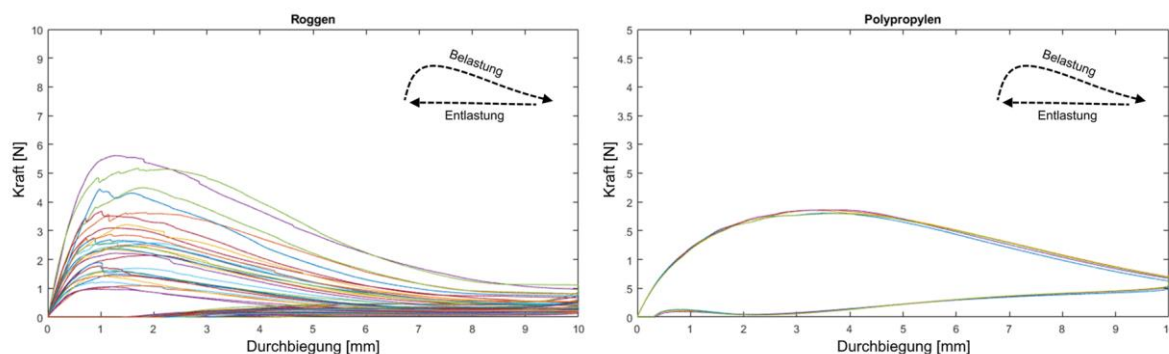 Roggen
10
9
8
7
6
5
4
3
2
1
0
Kraft [N]
Belastung
Entlastung
0 1 2 3 4 5 6 7 8 9 10
Durchbiegung [mm]
Polypropylen
5
4.5
4
3.5
3
5
2
5
1
5
0
Kraft [N]
Belastung
Entlastung
0 1 2 3 4 5 6 7 8 9 1
Durchbiegung [mm]